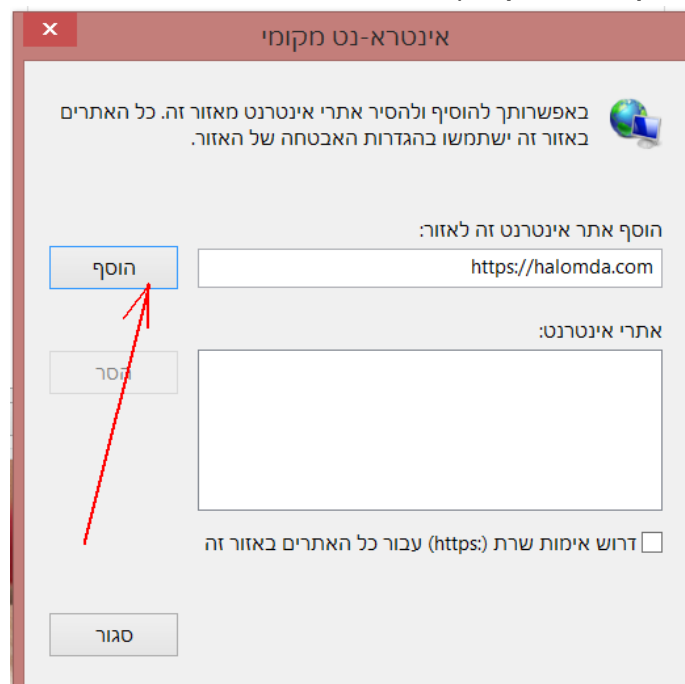 אינטרא-נט מקומי
באפשרותך להוסיף ולהסיר אתרי אינטרנט מאזור זה. כל האתרים
באזור זה ישתמשו בהגדרות האבטחה של האזור.
הוסף אתר אינטרנט זה לאזור:
https://halomda.com
הוסף
אתרי אינטרנט:
הסר
דרוש אימות שרת (https:) עבור כל האתרים באזור זה
סגור